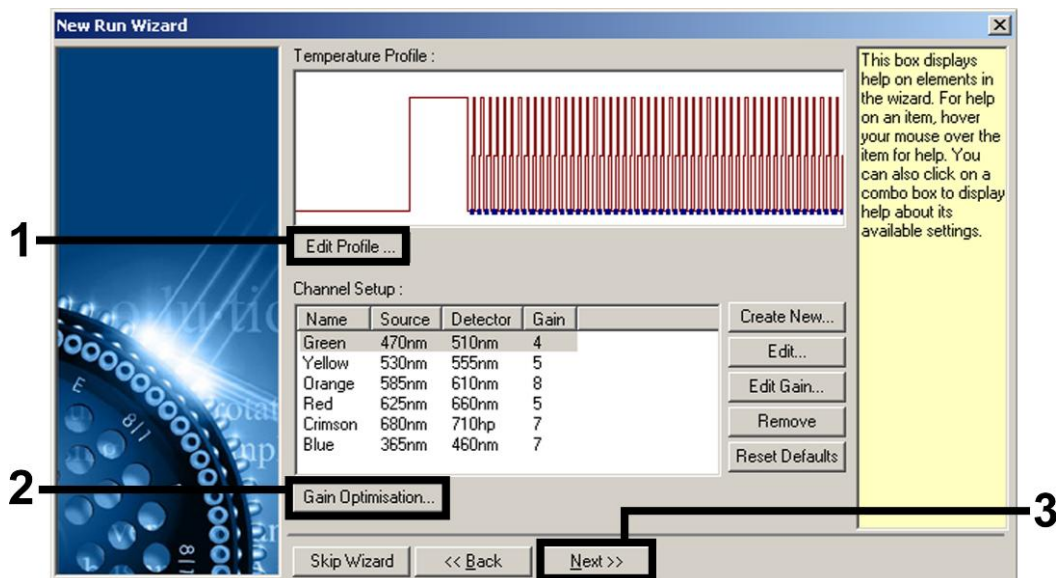 New Run Wizard
Temperature Profile :
This box displays
help on elements in
the wizard. For help
on an item, hover
your mouse over the
item for help. You
can also click on a
combo box to display
help about its
available settings.
1
Edit Profile ...
Channel Setup :
Name Source Detector Gain
Green 470nm 510nm 4
Yellow 530nm 555nm 5
Orange 585nm 610nm 8
Red 625nm 660nm 5
Crimson 680nm 710hp 7
Blue 365nm 460nm 7
Create New...
Edit...
Edit Gain...
Remove
Reset Defaults
2
Gain Optimisation...
3
Skip Wizard
<< Back
Next >>